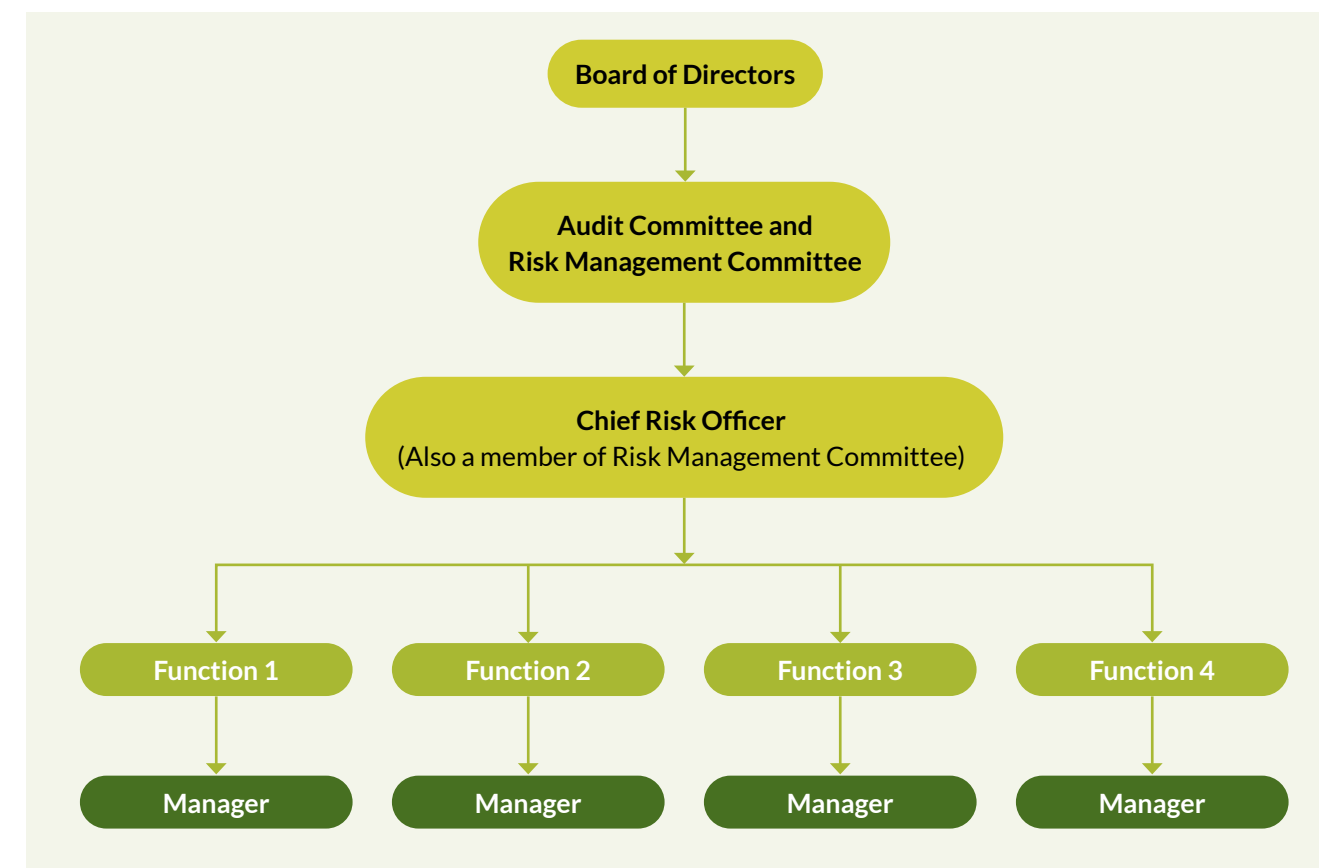 Board of Directors
Audit Committee and
Risk Management Committee
Chief Risk Officer
(Also a member of Risk Management Committee)
Function 1
Function 2
Function 3
Function 4
Manager
Manager
Manager
Manager